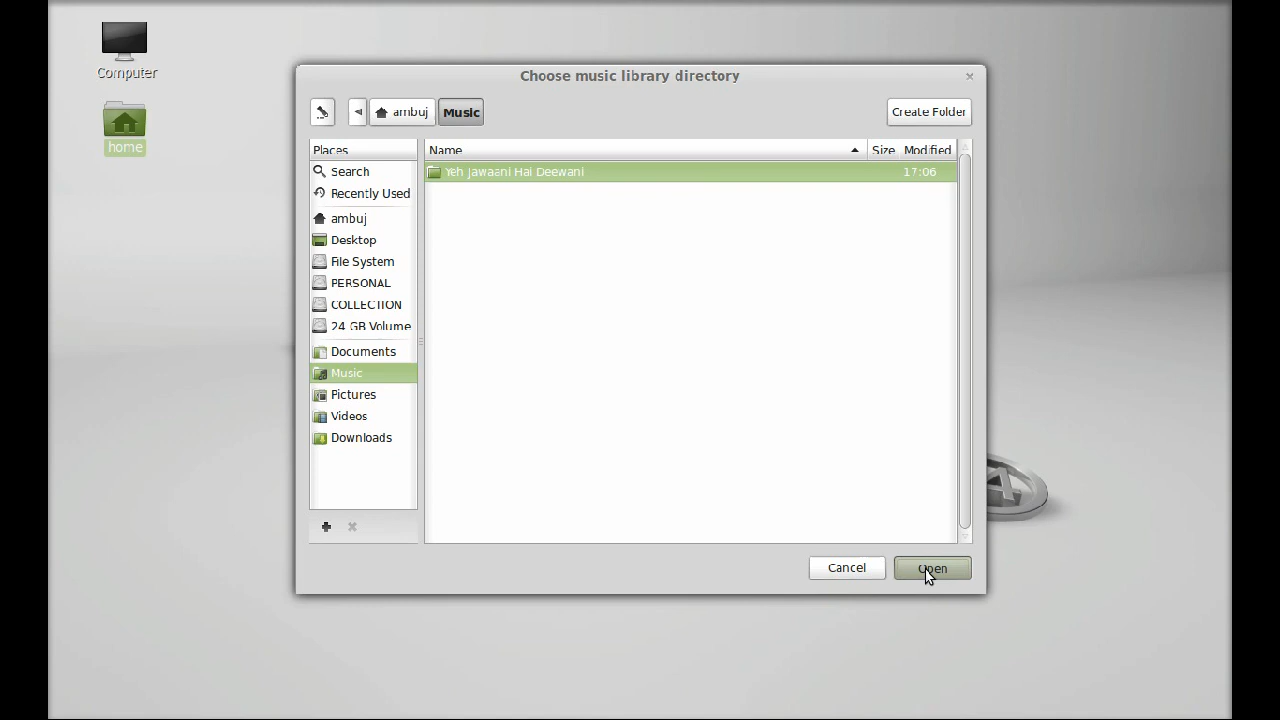 Computer
home
Choose music library directory
ambuj
Music
Create Folder
Places
Name
Size
Modified
Search
Recently Used
ambuj
Desktop
File System
PERSONAL
COLLECTION
24 GB Volume
Documents
Music
Pictures
Videos
Downloads
Yeh Jawaani Hai Deewani
17:06
Cancel
Open